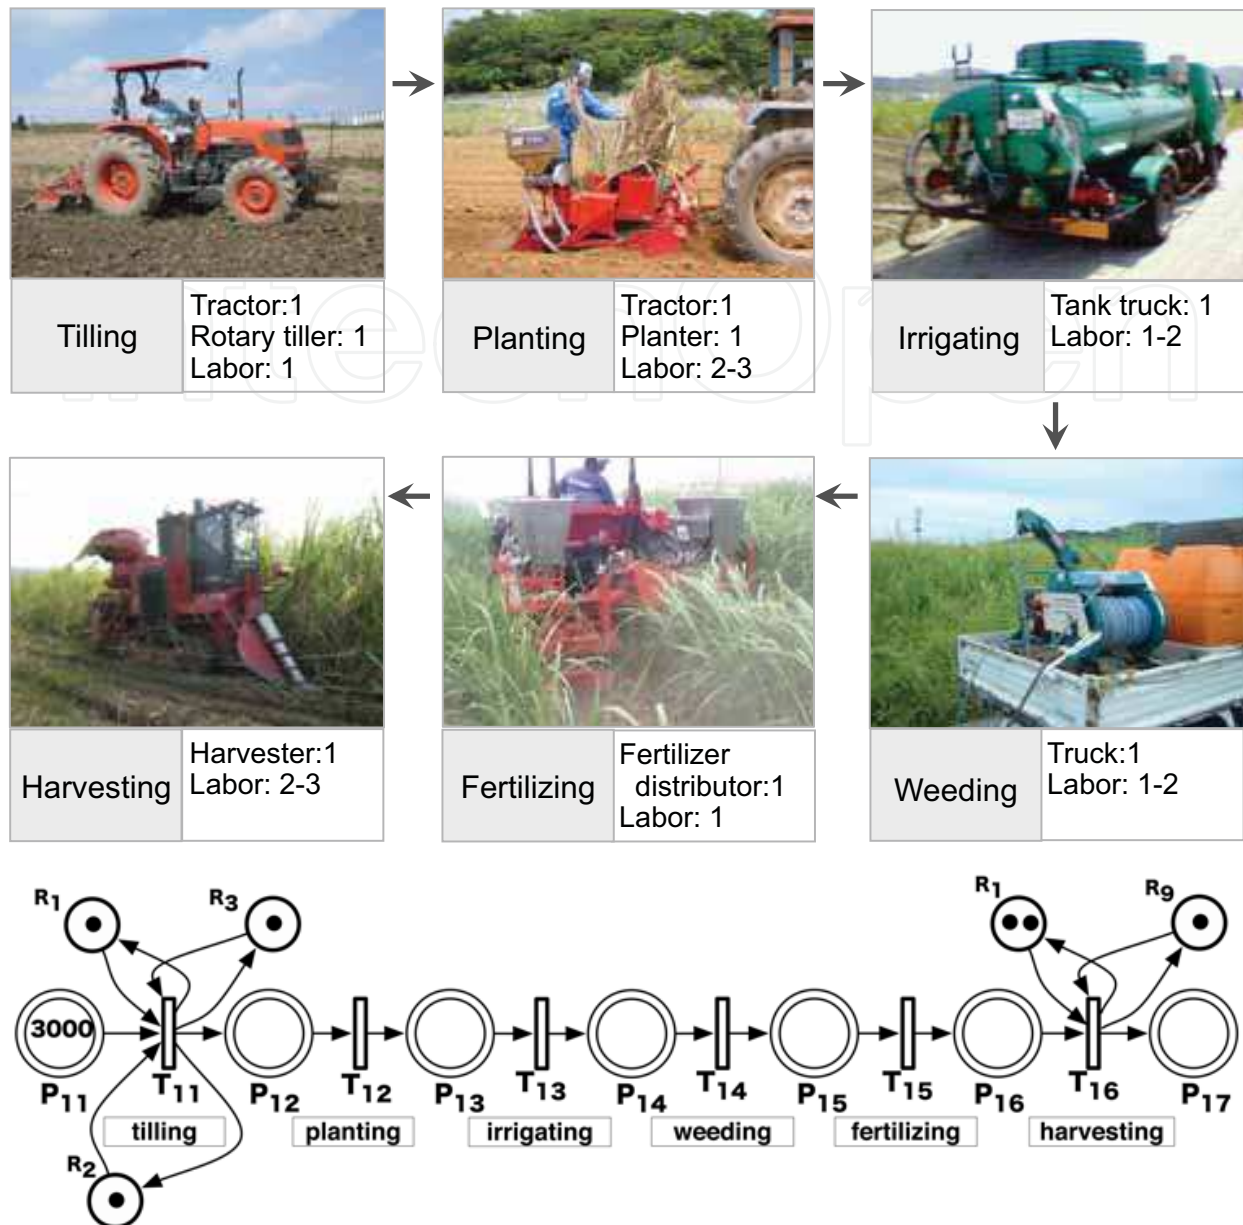 Tilling
Tractor:1
Rotary tiller: 1
Labor: 1
Planting
Tractor:1
Planter: 1
Labor: 2-3
Irrigating
Tank truck: 1
Labor: 1-2
IntechOpen
Harvesting
Harvester:1
Labor: 2-3
Fertilizing
Fertilizer
distributor:1
Labor: 1
Weeding
Truck:1
Labor: 1-2
R1
R3
R1
R9
3000
P11
T11
P12
T12
P13
T13
P14
T14
P15
T15
P16
T16
P17
tilling
planting
irrigating
weeding
fertilizing
harvesting
R2